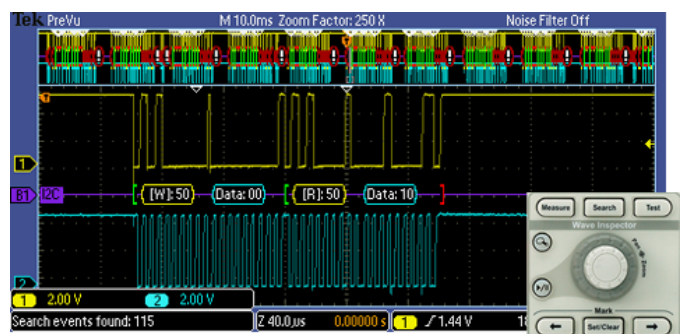 Tek PreVu M 10.0ms Zoom Factor: 250 X Noise Filter Off
1
B1 I2C [W]: 50 Data: 00 [R]: 50 Data: 10
2
1 2.00 V 2 2.00 V
Search events found: 115 Z 40.0µs 0.00000 s 1 1.44 V
Measure Search Test
Wave Inspector
Pan Zoom
Mark
Set/Clear